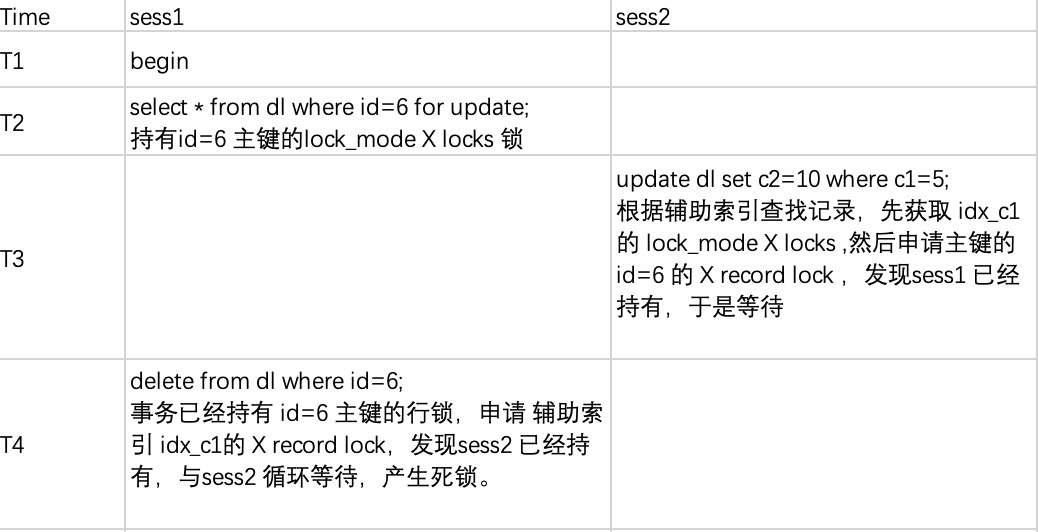 Time sess1 sess2
T1 begin
T2
select * from dl where id=6 for update;
持有id=6 主键的lock_mode X locks 锁
T3
update dl set c2=10 where c1=5;
根据辅助索引查找记录，先获取 idx_c1
的 lock_mode X locks ,然后申请主键的
id=6 的 X record lock ，发现sess1 已经
持有，于是等待
T4
delete from dl where id=6;
事务已经持有 id=6 主键的行锁，申请 辅助索
引 idx_c1的 X record lock，发现sess2 已经持
有，与sess2 循环等待，产生死锁。